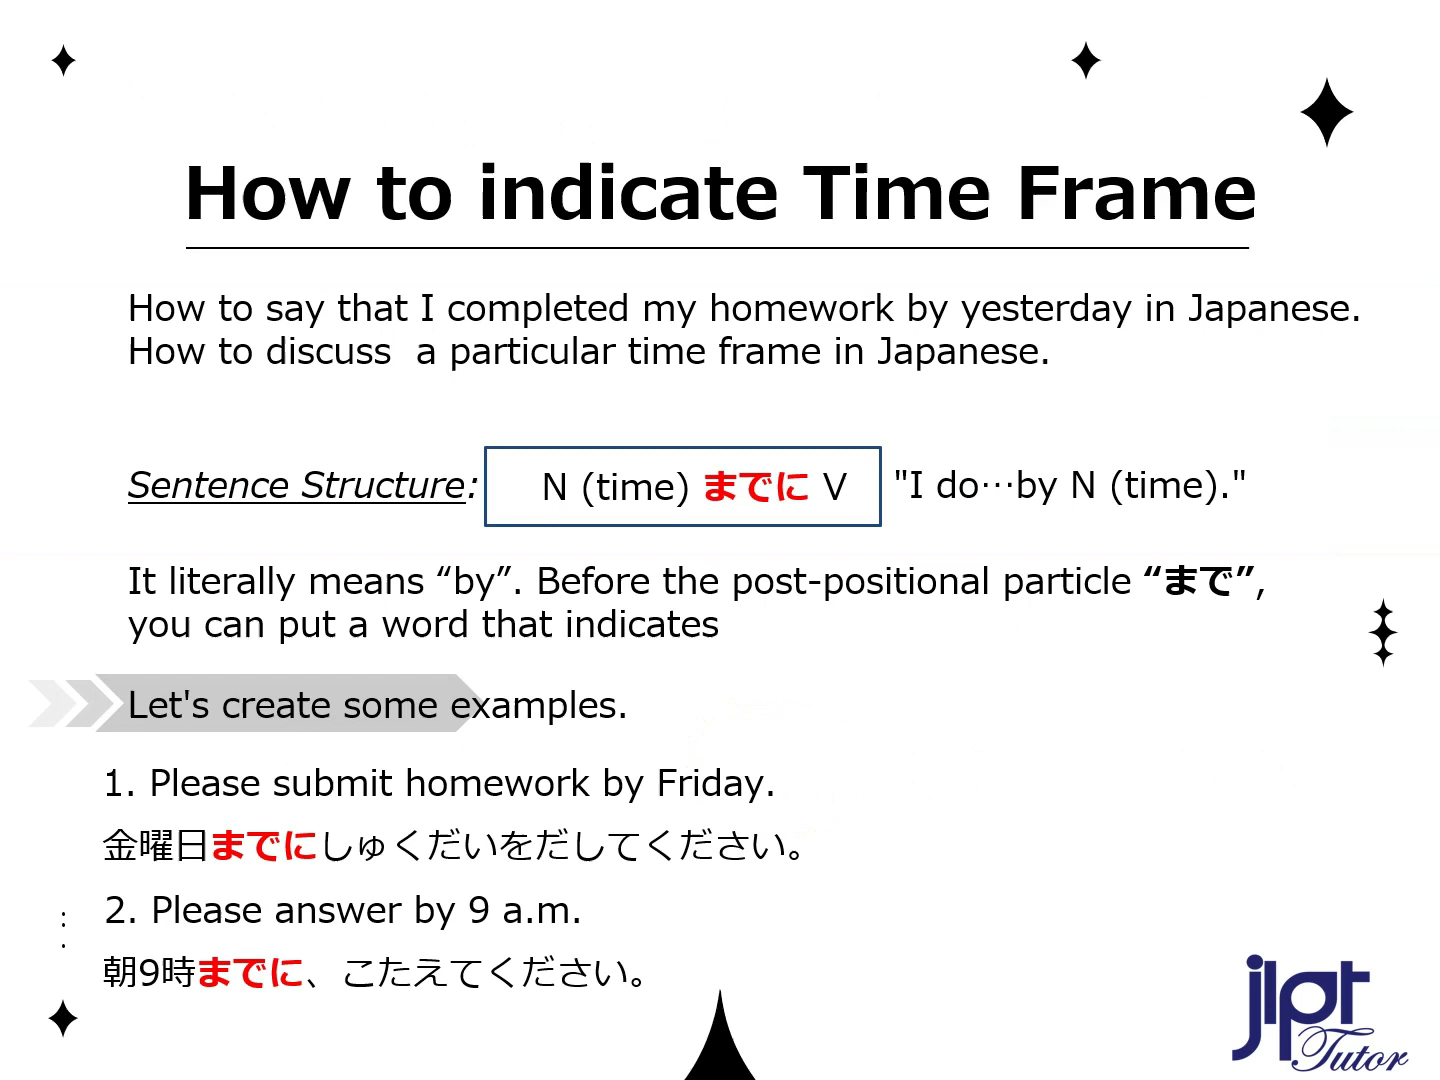 How to indicate Time Frame
How to say that I completed my homework by yesterday in Japanese.
How to discuss  a particular time frame in Japanese.
Sentence Structure: N (time) までに V "I do…by N (time)."
It literally means “by”. Before the post-positional particle “まで”,
you can put a word that indicates
Let's create some examples.
1. Please submit homework by Friday.
金曜日までにしゅくだいをだしてください。
2. Please answer by 9 a.m.
朝9時までに、こたえてください。
jlpt
Tutor